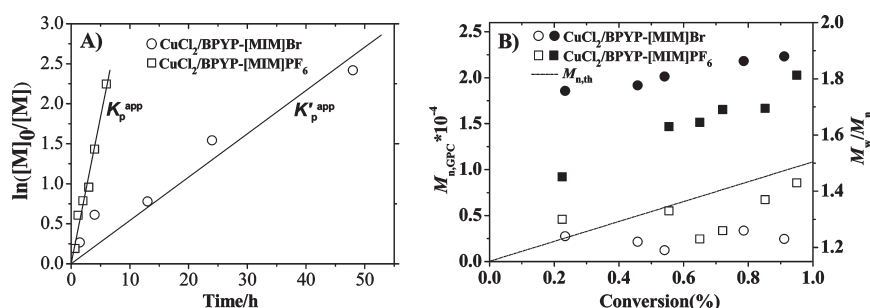 A)
CuCl2/BPYP-[MIM]Br
CuCl2/BPYP-[MIM]PF6
Kp app
K'p app
ln([M]0/[M]
3.0
2.5
2.0
1.5
1.0
0.5
0.0
0 10 20 30 40 50
Time/h
B)
CuCl2/BPYP-[MIM]Br
CuCl2/BPYP-[MIM]PF6
Mn,th
Mn,GPC*10-4
2.5
2.0
1.5
1.0
0.5
0.0
0.0 0.2 0.4 0.6 0.8 1.0
Conversion(%)
2.0
1.8
1.6
1.4
1.2
Mw/Mn